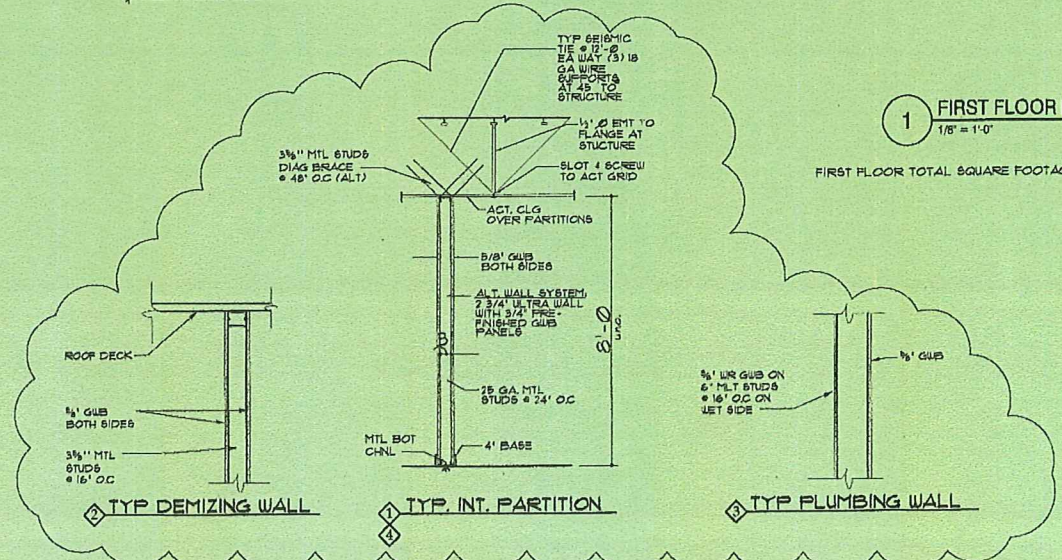 TYP SEISMIC
TIE @ 12'-0
EA WAY (3) 18
GA WIRE
SUPPORTS
AT 45° TO
STRUCTURE
½" Ø EMT TO
FLANGE AT
STUCTURE
SLOT & SCREW
TO ACT GRID
3⅝" MTL STUDS
DIAG BRACE
@ 48" O.C (ALT)
ACT. CLG
OVER PARTITIONS
5/8" GWB
BOTH SIDES
ALT. WALL SYSTEM,
2 3/4" ULTRA WALL
WITH 3/4" PRE-
FINISHED GWB
PANELS
8'-0
25 GA. MTL
STUDS @ 24" O.C
MTL BOT
CHNL
4" BASE
1 TYP. INT. PARTITION
4
ROOF DECK
⅝" GWB
BOTH SIDES
3⅝" MTL
STUDS
@ 16" O.C
2 TYP DEMIZING WALL
⅝" WR GWB ON
6" MLT STUDS
@ 16" O.C ON
WET SIDE
⅝" GWB
3 TYP PLUMBING WALL
1 FIRST FLOOR
1/8" = 1'-0"
FIRST FLOOR TOTAL SQUARE